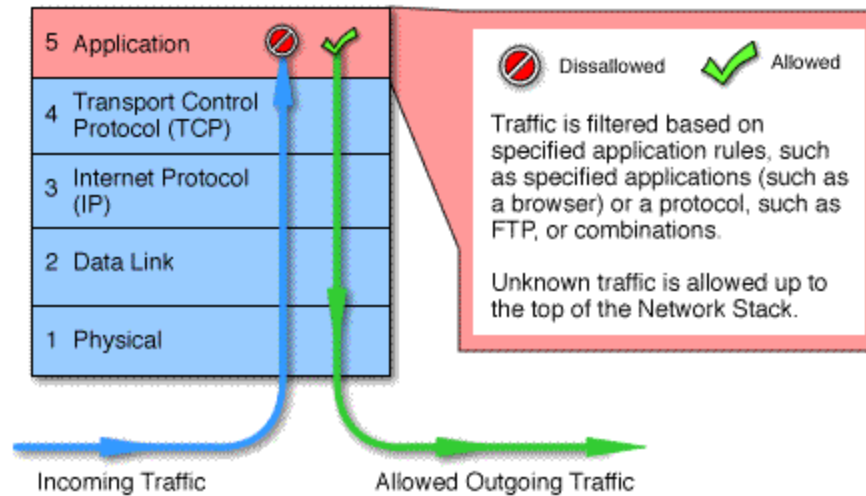 5 Application
4 Transport Control
Protocol (TCP)
3 Internet Protocol
(IP)
2 Data Link
1 Physical
Incoming Traffic
Allowed Outgoing Traffic
Dissallowed
Allowed
Traffic is filtered based on
specified application rules, such
as specified applications (such as
a browser) or a protocol, such as
FTP, or combinations.
Unknown traffic is allowed up to
the top of the Network Stack.